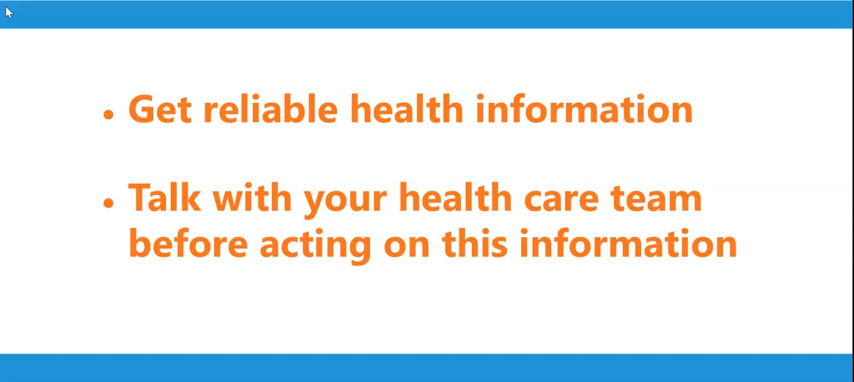 • Get reliable health information
• Talk with your health care team
before acting on this information